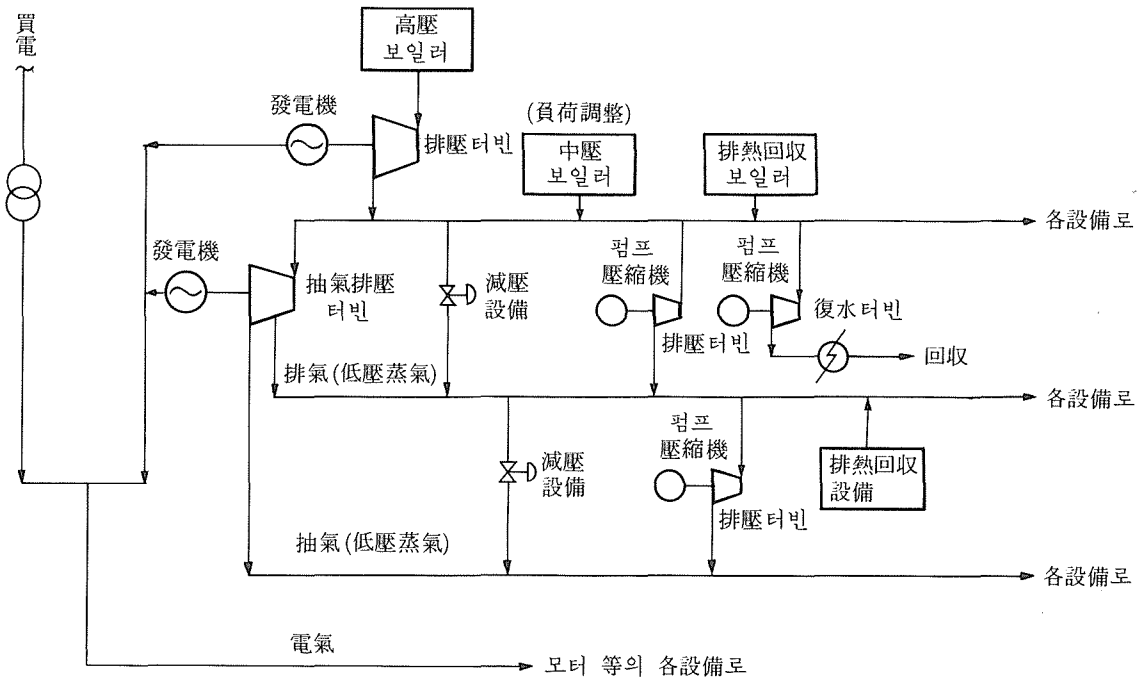 買電
高壓
보일러
發電機
排壓터빈
(負荷調整)
中壓
보일러
排熱回収
보일러
各設備로
發電機
抽氣排壓
터빈
減壓
設備
펌프
壓縮機
排壓터빈
펌프
壓縮機
復水터빈
回収
排氣(低壓蒸氣)
各設備로
減壓
設備
펌프
壓縮機
排壓터빈
排熱回収
設備
抽氣(低壓蒸氣)
各設備로
電氣
모터 等의 各設備로